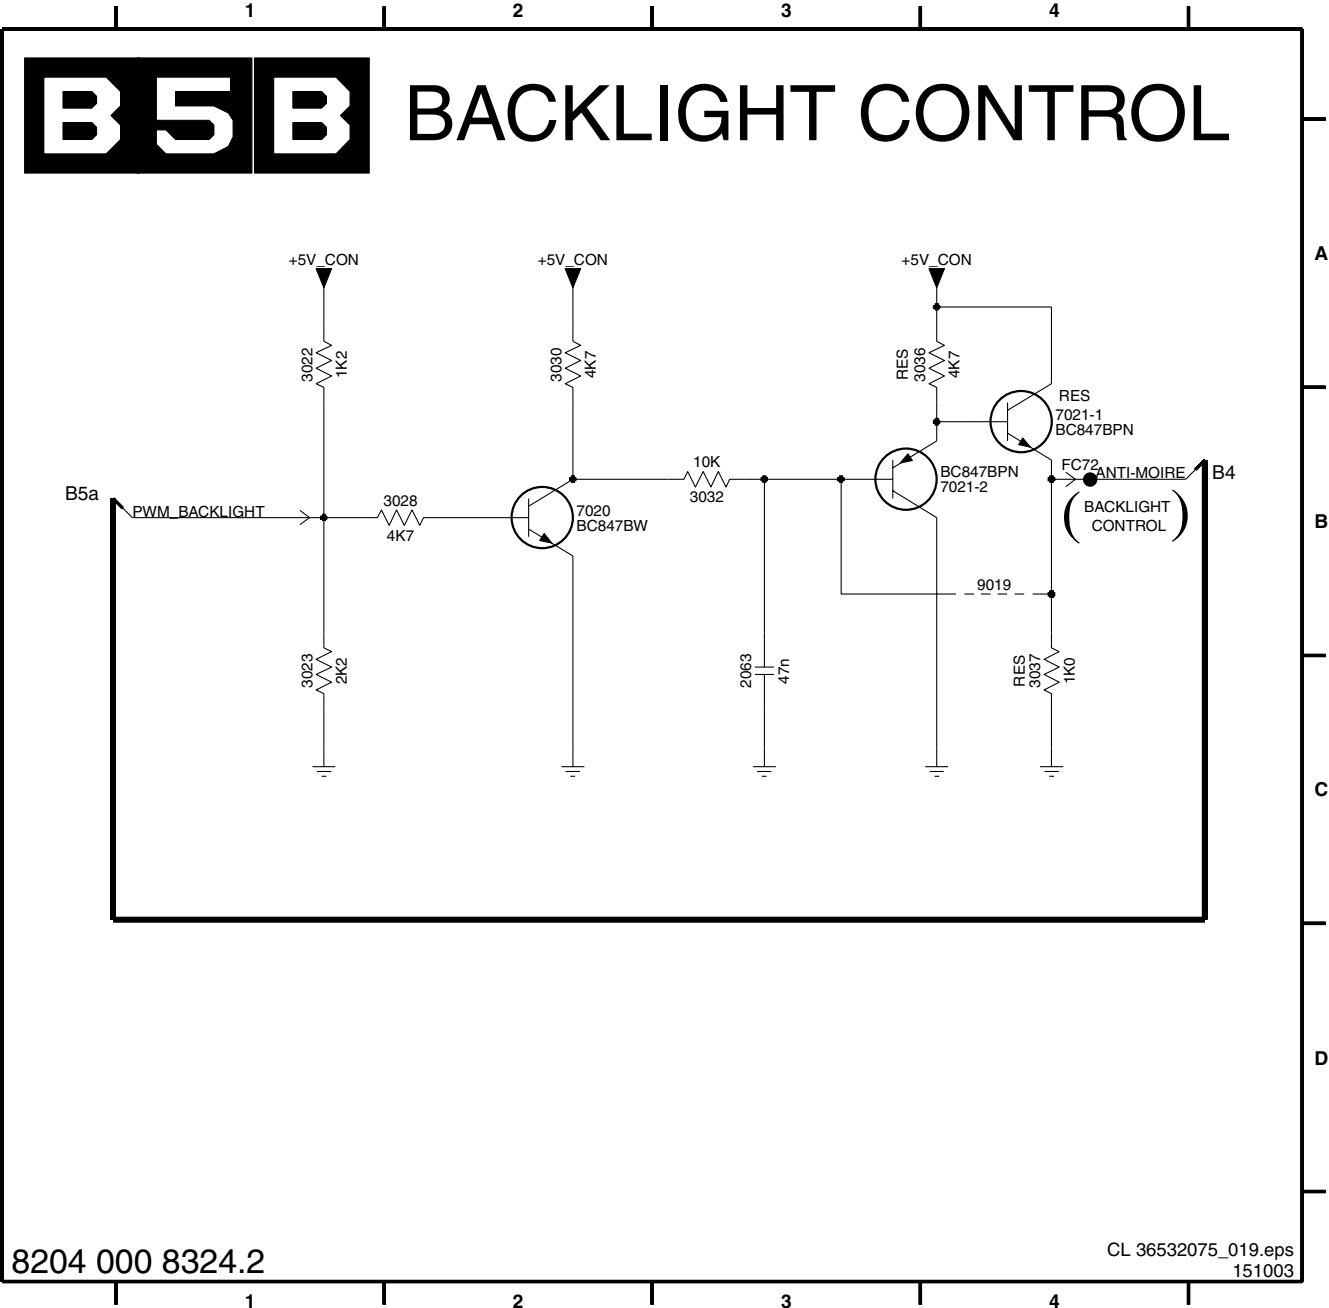 1 2 3 4
B5B BACKLIGHT CONTROL
A
+5V_CON +5V_CON +5V_CON
3022 1K2
3030 4K7
RES 3036 4K7
RES
7021-1
BC847BPN
10K
3032
BC847BPN
7021-2
FC72 ANTI-MOIRE B4
B5a
PWM_BACKLIGHT
3028
4K7
7020
BC847BW
(BACKLIGHT
CONTROL)
B
9019
3023 2K2
2063 47n
RES 3037 1K0
C
D
8204 000 8324.2
CL 36532075_019.eps
151003
1 2 3 4